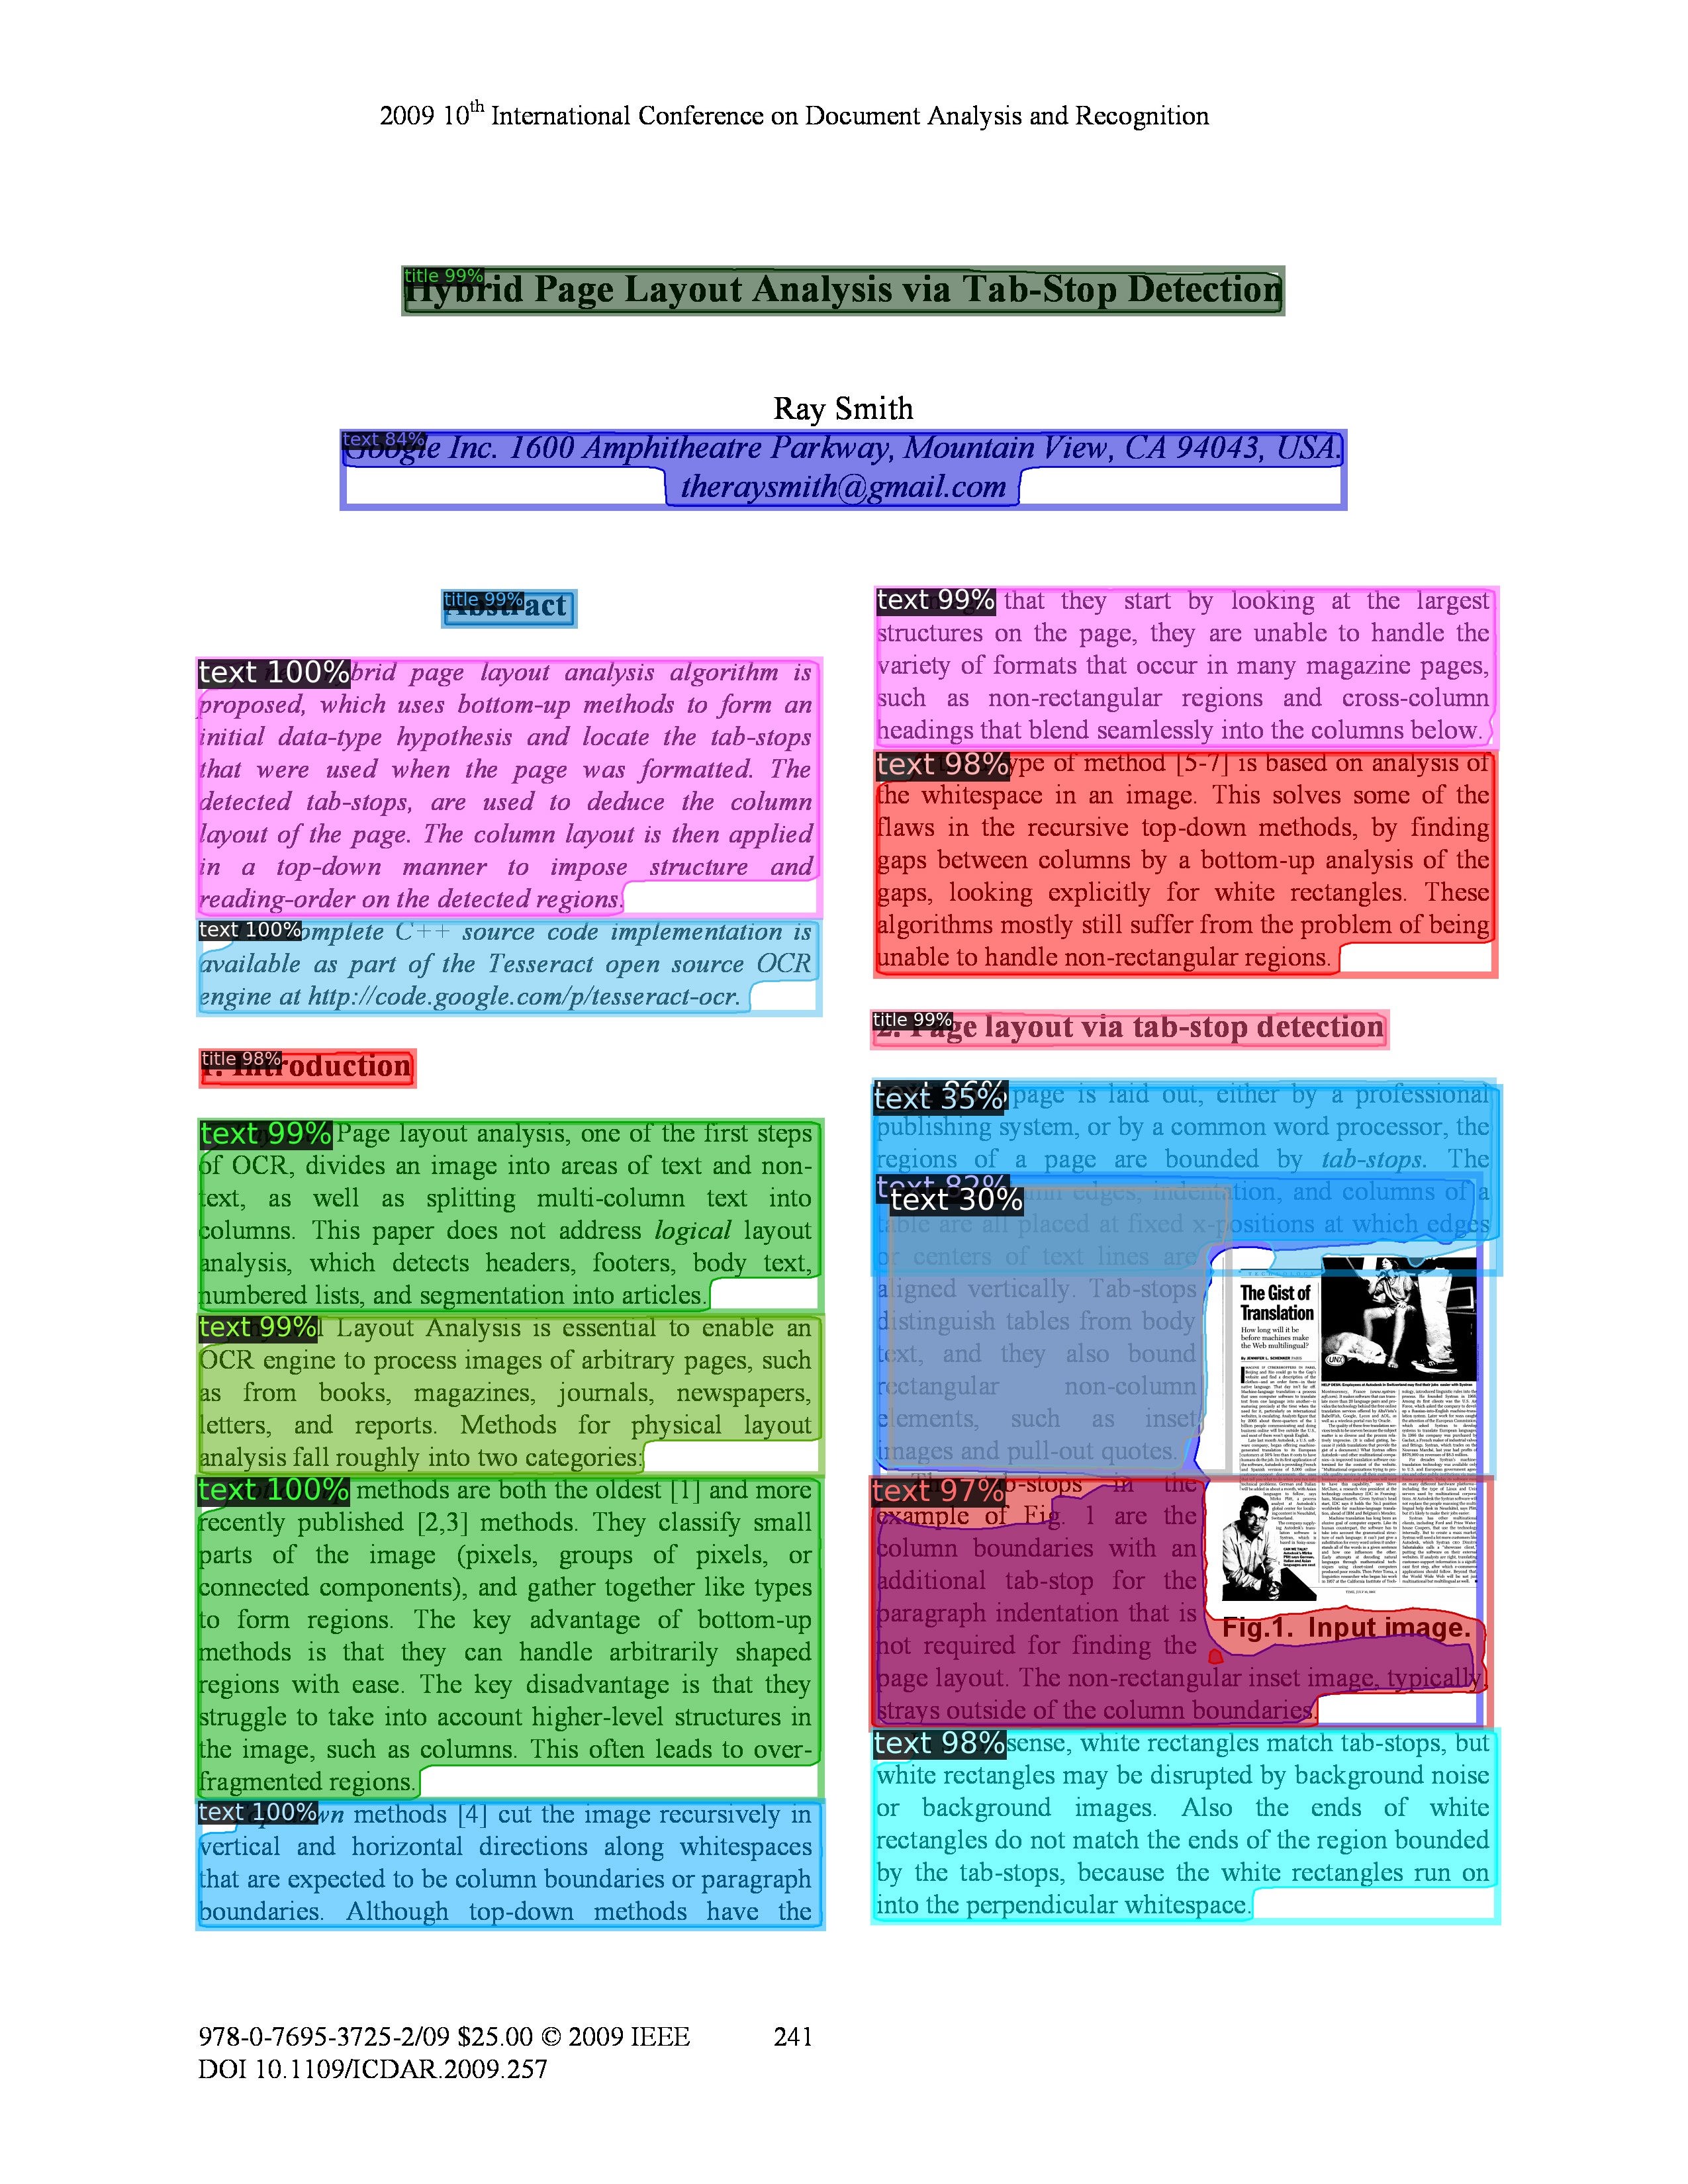 2009 10th International Conference on Document Analysis and Recognition
title 99%
Hybrid Page Layout Analysis via Tab-Stop Detection
Ray Smith
text 84%
Google Inc. 1600 Amphitheatre Parkway, Mountain View, CA 94043, USA.
theraysmith@gmail.com
title 99%
Abstract
text 100%
brid page layout analysis algorithm is
proposed, which uses bottom-up methods to form an
initial data-type hypothesis and locate the tab-stops
that were used when the page was formatted. The
detected tab-stops, are used to deduce the column
layout of the page. The column layout is then applied
in a top-down manner to impose structure and
reading-order on the detected regions.
text 100%
omplete C++ source code implementation is
available as part of the Tesseract open source OCR
engine at http://code.google.com/p/tesseract-ocr.
title 98%
1. Introduction
text 99%
Page layout analysis, one of the first steps
of OCR, divides an image into areas of text and non-
text, as well as splitting multi-column text into
columns. This paper does not address logical layout
analysis, which detects headers, footers, body text,
numbered lists, and segmentation into articles.
text 99%
Layout Analysis is essential to enable an
OCR engine to process images of arbitrary pages, such
as from books, magazines, journals, newspapers,
letters, and reports. Methods for physical layout
analysis fall roughly into two categories:
text 100%
methods are both the oldest [1] and more
recently published [2,3] methods. They classify small
parts of the image (pixels, groups of pixels, or
connected components), and gather together like types
to form regions. The key advantage of bottom-up
methods is that they can handle arbitrarily shaped
regions with ease. The key disadvantage is that they
struggle to take into account higher-level structures in
the image, such as columns. This often leads to over-
fragmented regions.
text 100%
wn methods [4] cut the image recursively in
vertical and horizontal directions along whitespaces
that are expected to be column boundaries or paragraph
boundaries. Although top-down methods have the
text 99%
that they start by looking at the largest
structures on the page, they are unable to handle the
variety of formats that occur in many magazine pages,
such as non-rectangular regions and cross-column
headings that blend seamlessly into the columns below.
text 98%
ype of method [5-7] is based on analysis of
the whitespace in an image. This solves some of the
flaws in the recursive top-down methods, by finding
gaps between columns by a bottom-up analysis of the
gaps, looking explicitly for white rectangles. These
algorithms mostly still suffer from the problem of being
unable to handle non-rectangular regions.
title 99%
2. Page layout via tab-stop detection
text 35%
page is laid out, either by a professional
publishing system, or by a common word processor, the
regions of a page are bounded by tab-stops. The
text 82%
text 30%
edges, indentation, and columns of a
table are all placed at fixed x-positions at which edges
or centers of text lines are
aligned vertically. Tab-stops
distinguish tables from body
text, and they also bound
rectangular non-column
elements, such as inset
images and pull-out quotes.
The Gist of
Translation
How long will it be
before machines make
the Web multilingual?
By JENNIFER L. SCHENKER PARIS
Fig.1. Input image.
text 97%
b-stops in the
example of Fig. 1 are the
column boundaries with an
additional tab-stop for the
paragraph indentation that is
not required for finding the
page layout. The non-rectangular inset image, typically
strays outside of the column boundaries.
text 98%
sense, white rectangles match tab-stops, but
white rectangles may be disrupted by background noise
or background images. Also the ends of white
rectangles do not match the ends of the region bounded
by the tab-stops, because the white rectangles run on
into the perpendicular whitespace.
978-0-7695-3725-2/09 $25.00 © 2009 IEEE
DOI 10.1109/ICDAR.2009.257
241